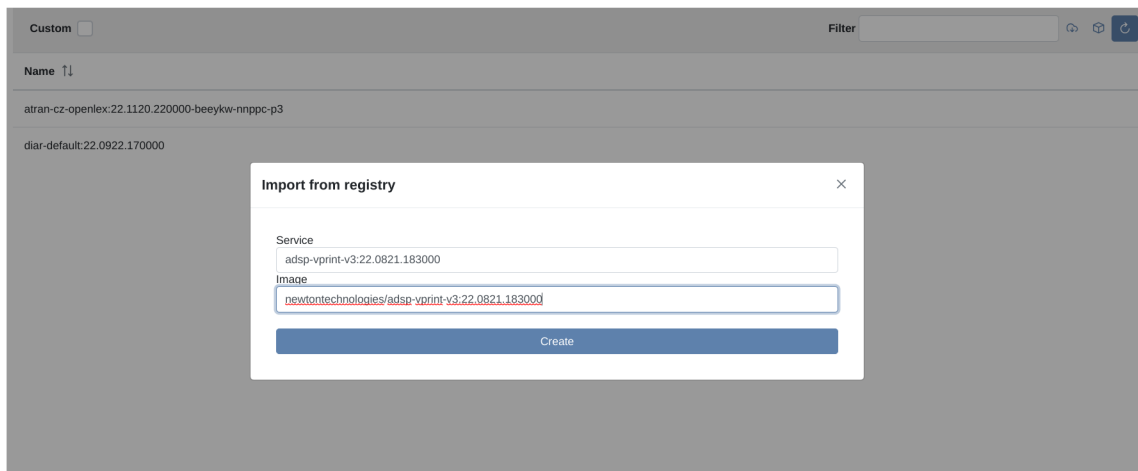 Custom Filter
Name
atran-cz-openlex:22.1120.220000-beeykw-nnppc-p3
diar-default:22.0922.170000
Import from registry
Service
adsp-vprint-v3:22.0821.183000
Image
newtontechnologies/adsp-vprint-v3:22.0821.183000
Create